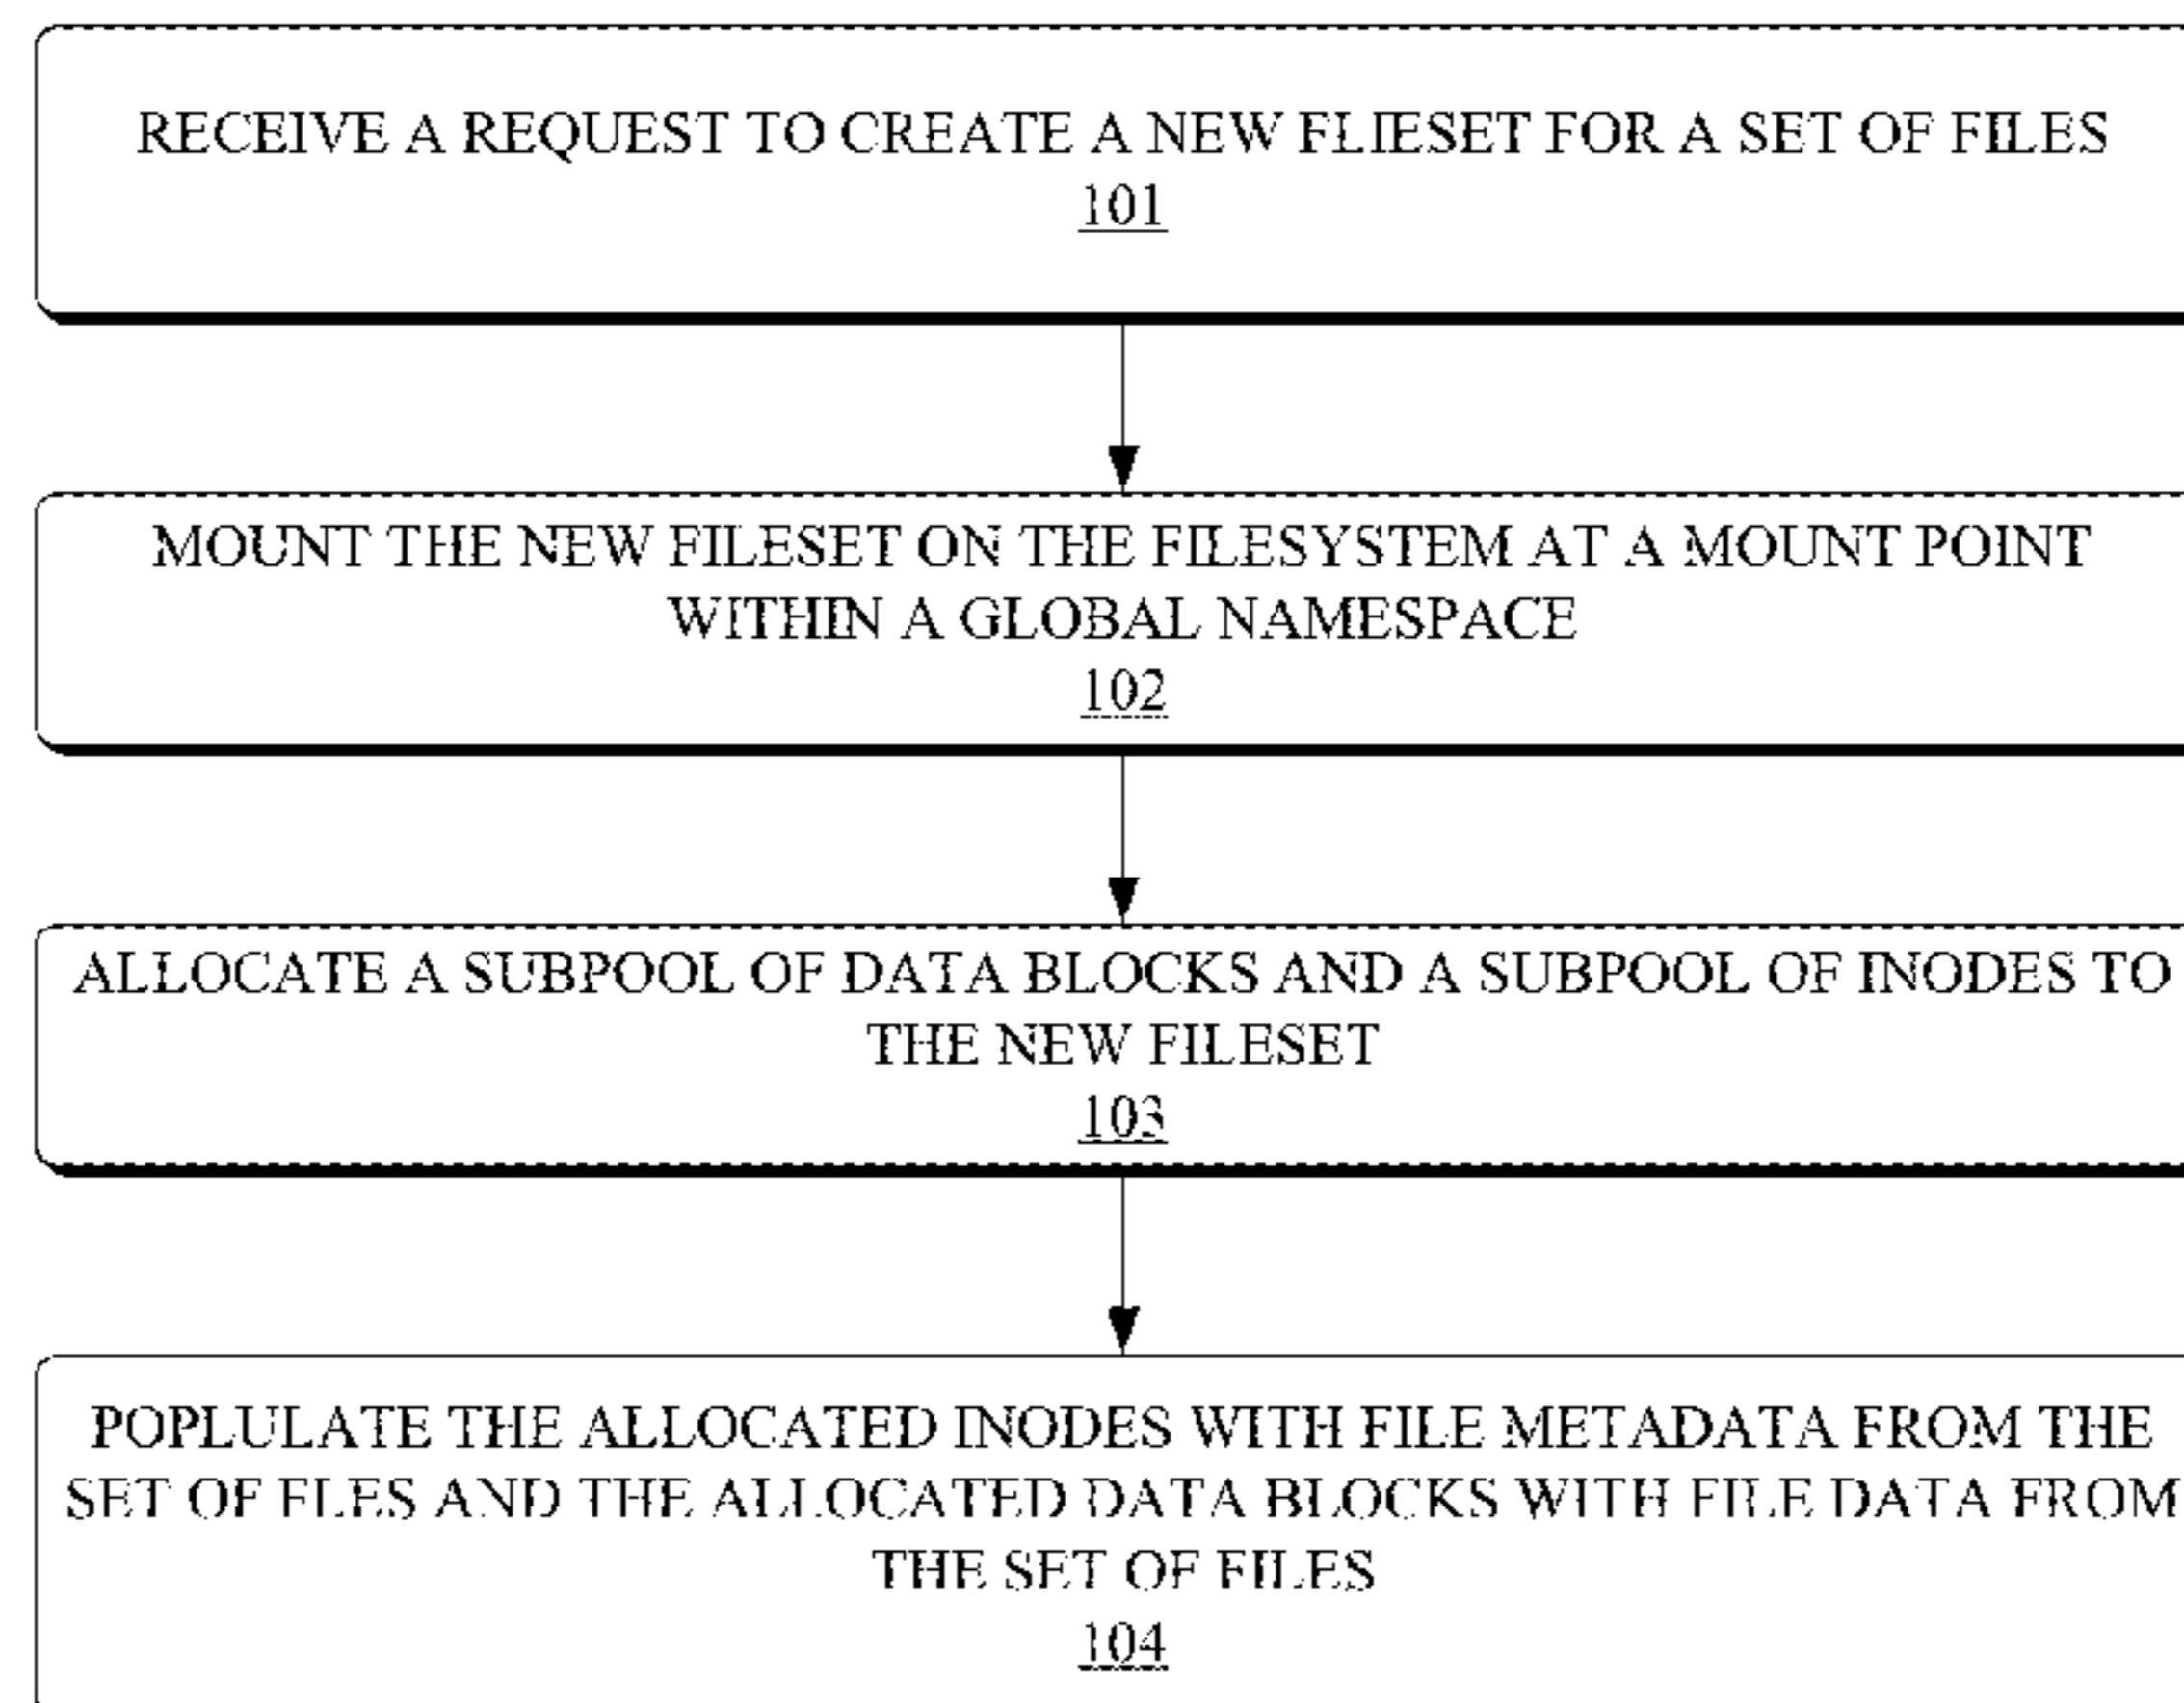 RECEIVE A REQUEST TO CREATE A NEW FLIESET FOR A SET OF FILES
101
MOUNT THE NEW FILESET ON THE FILESYSTEM AT A MOUNT POINT
WITHIN A GLOBAL NAMESPACE
102
ALLOCATE A SUBPOOL OF DATA BLOCKS AND A SUBPOOL OF INODES TO
THE NEW FILESET
103
POPLULATE THE ALLOCATED INODES WITH FILE METADATA FROM THE
SET OF FLES AND THE ALLOCATED DATA BLOCKS WITH FILE DATA FROM
THE SET OF FILES
104